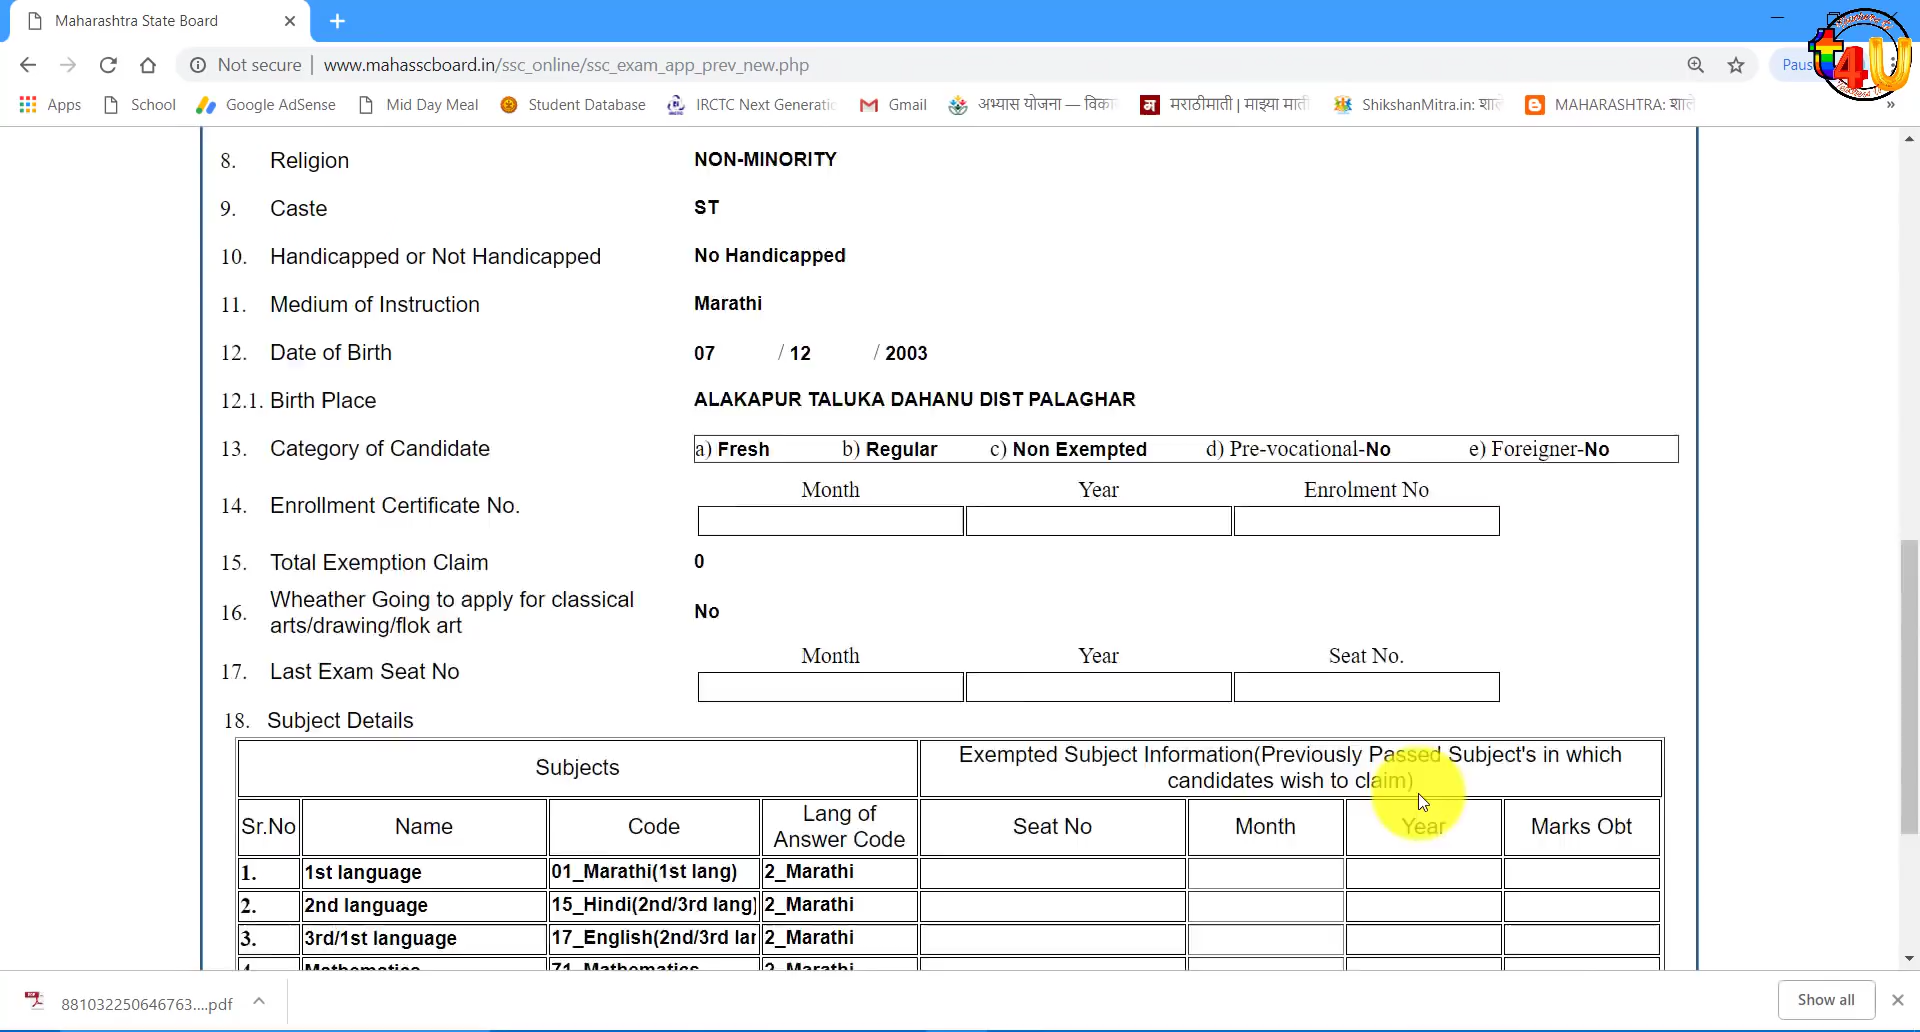 Maharashtra State Board
Not secure | www.mahasscboard.in/ssc_online/ssc_exam_app_prev_new.php
Paus
4U
Apps School Google AdSense Mid Day Meal Student Database IRCTC Next Generatio Gmail अभ्यास योजना — विका मराठीमाती | माझ्या माती ShikshanMitra.in: शाले MAHARASHTRA: शाले »
8. Religion NON-MINORITY
9. Caste ST
10. Handicapped or Not Handicapped No Handicapped
11. Medium of Instruction Marathi
12. Date of Birth 07 / 12 / 2003
12.1. Birth Place ALAKAPUR TALUKA DAHANU DIST PALAGHAR
13. Category of Candidate a) Fresh b) Regular c) Non Exempted d) Pre-vocational-No e) Foreigner-No
Month Year Enrolment No
14. Enrollment Certificate No.
15. Total Exemption Claim 0
16. Wheather Going to apply for classical arts/drawing/flok art No
Month Year Seat No.
17. Last Exam Seat No
18. Subject Details
Subjects Exempted Subject Information(Previously Passed Subject's in which candidates wish to claim)
Sr.No Name Code Lang of Answer Code Seat No Month Year Marks Obt
1. 1st language 01_Marathi(1st lang) 2_Marathi
2. 2nd language 15_Hindi(2nd/3rd lang) 2_Marathi
3. 3rd/1st language 17_English(2nd/3rd lar 2_Marathi
4. Mathematics 71_Mathematics 2_Marathi
881032250646763....pdf Show all